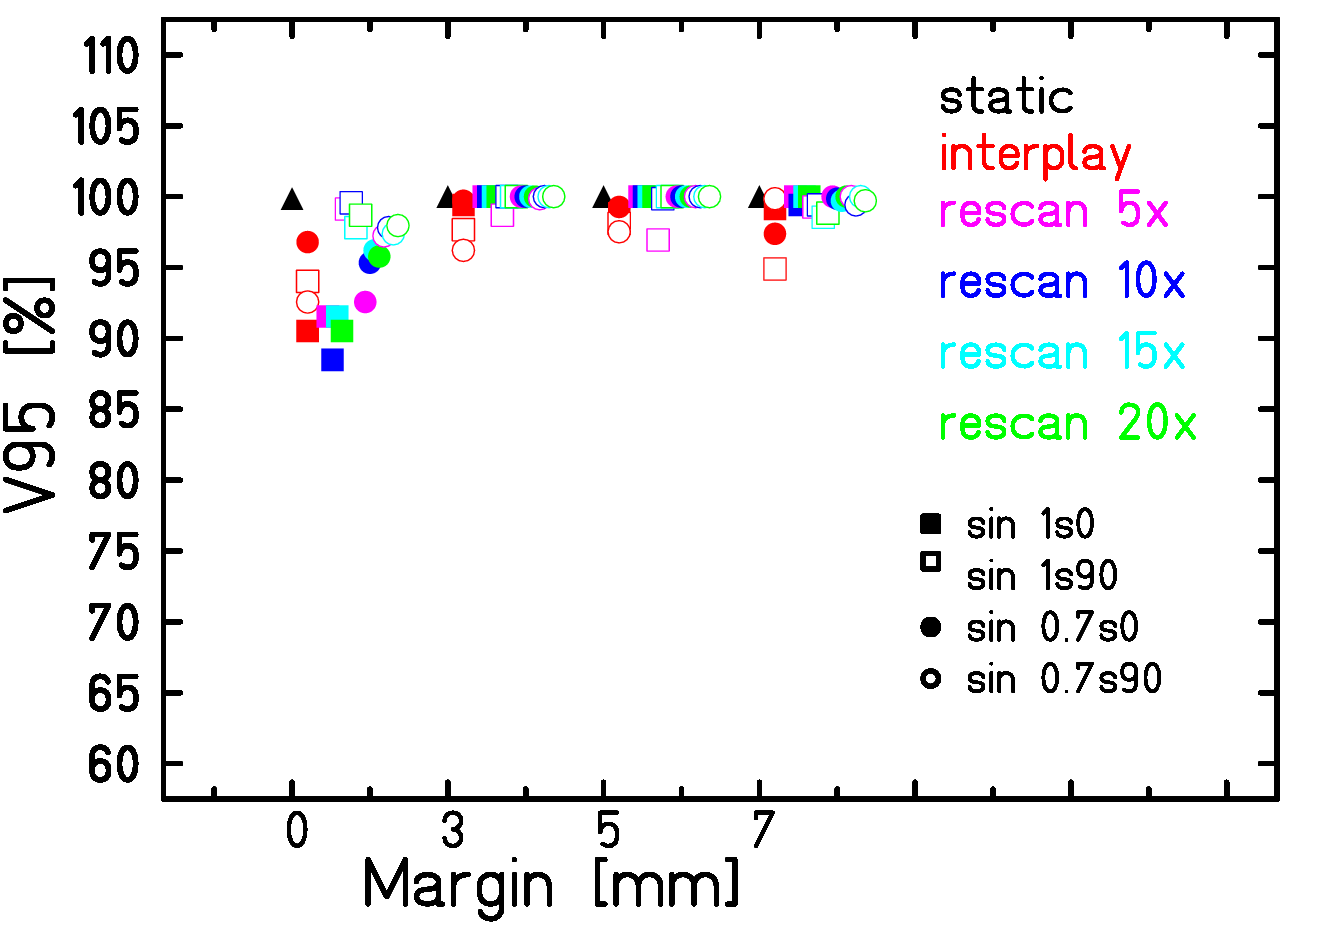 110
105
100
95
90
85
80
75
70
65
60
V95 [%]
0 3 5 7
Margin [mm]
static
interplay
rescan 5x
rescan 10x
rescan 15x
rescan 20x
sin 1s0
sin 1s90
sin 0.7s0
sin 0.7s90